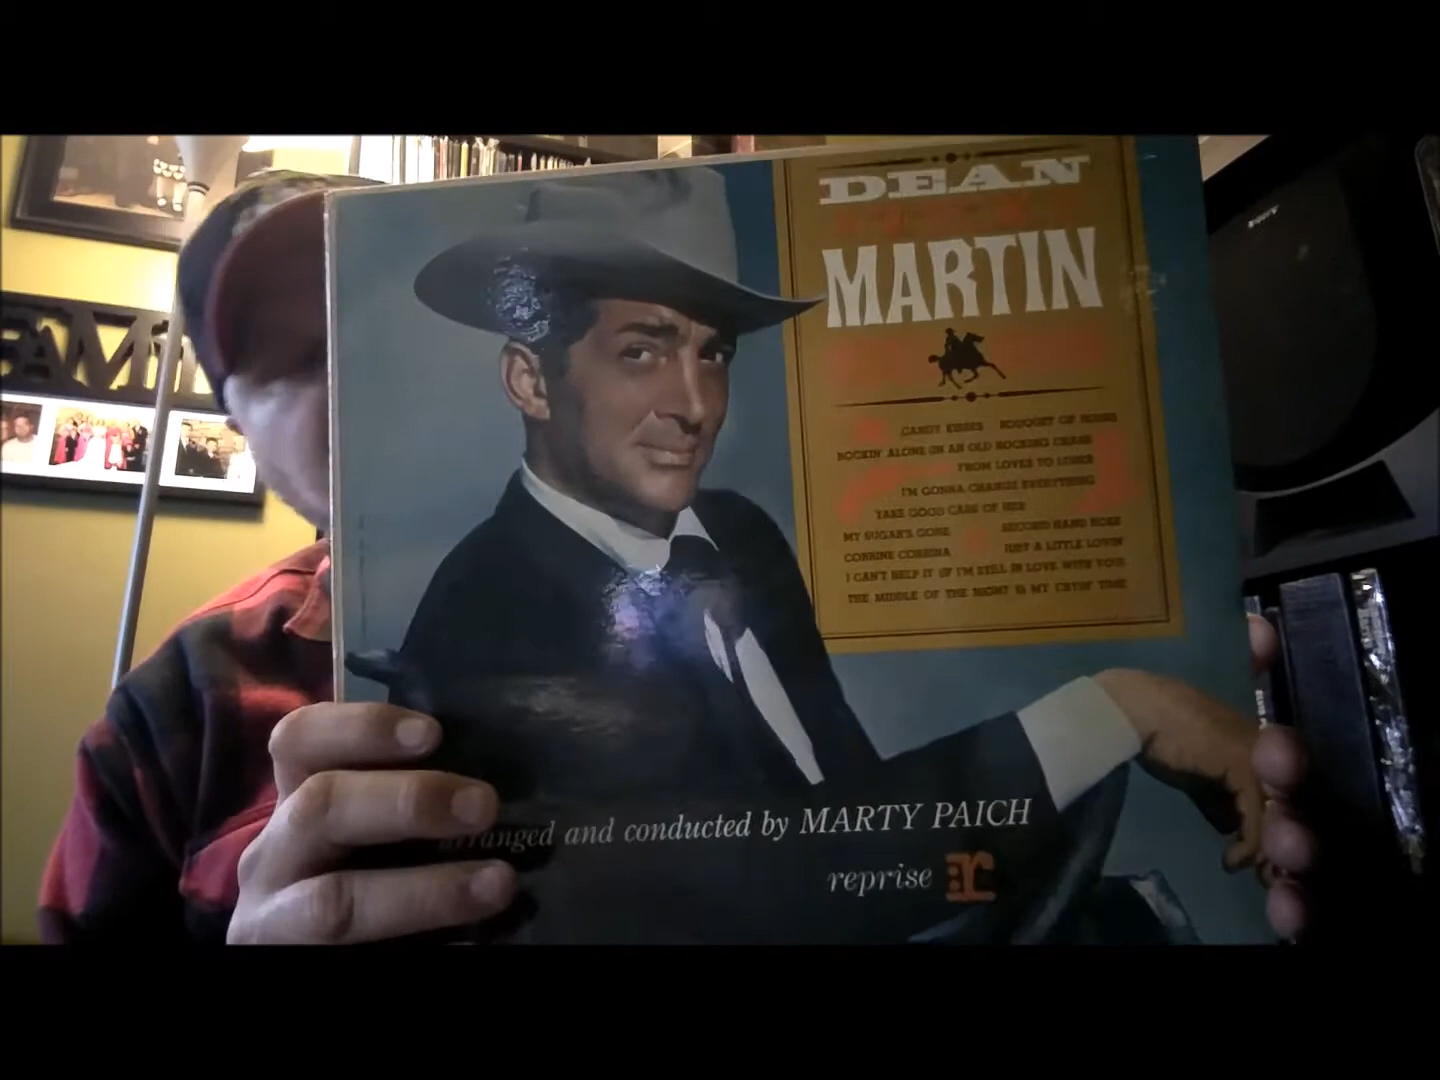 DEAN
MARTIN
CANDY KISSES BOUQUET OF ROSES
ROCKIN' ALONE (IN AN OLD ROCKING CHAIR)
FROM LOVER TO LOSER
I'M GONNA CHANGE EVERYTHING
TAKE GOOD CARE OF HER
MY SUGAR'S GONE SECOND HAND ROSE
CORRINE CORRINA JUST A LITTLE LOVIN'
I CAN'T HELP IT (IF I'M STILL IN LOVE WITH YOU)
THE MIDDLE OF THE NIGHT IS MY CRYIN' TIME
arranged and conducted by MARTY PAICH
reprise